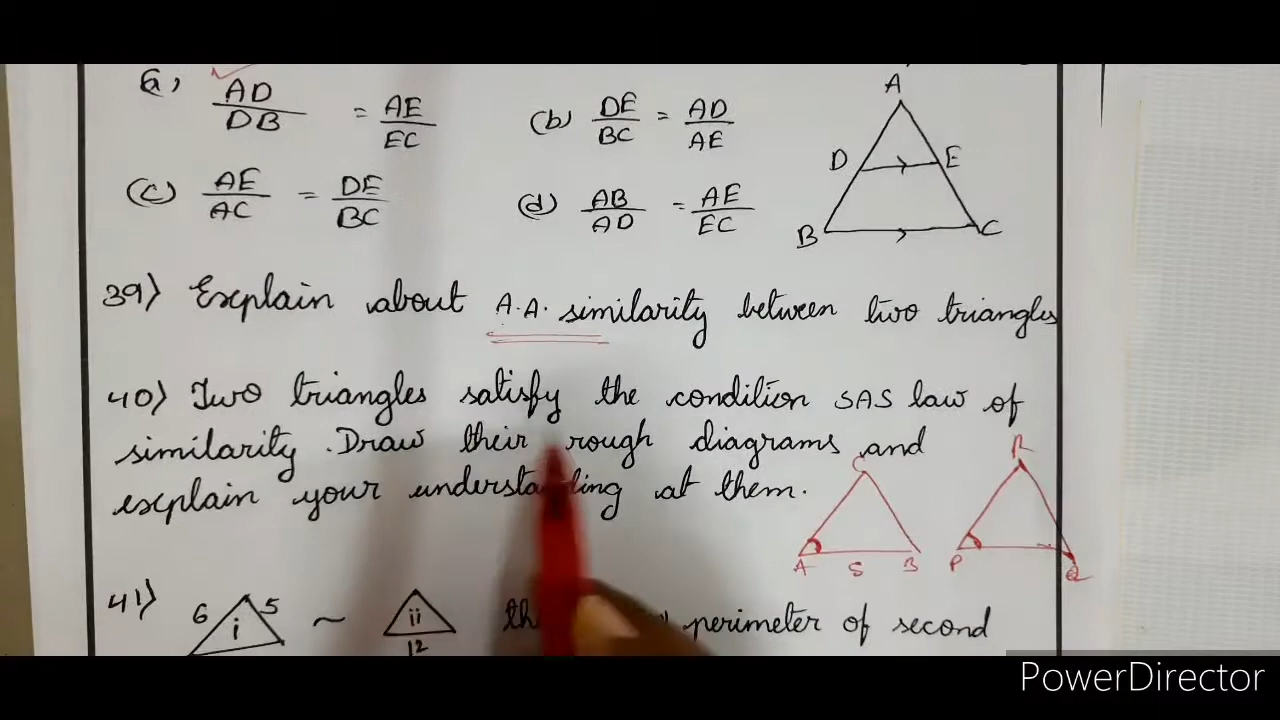 a, AD/DB = AE/EC (b) DE/BC = AD/AE
(c) AE/AC = DE/BC (d) AB/AD = AE/EC
A
D E
B C
39) Explain about A.A. similarity between two triangles
40) Two triangles satisfy the condition SAS law of
similarity. Draw their rough diagrams and
explain your understanding at them.
C R
A S B P Q
41) 6 i 5 ~ ii 12 perimeter of second
PowerDirector